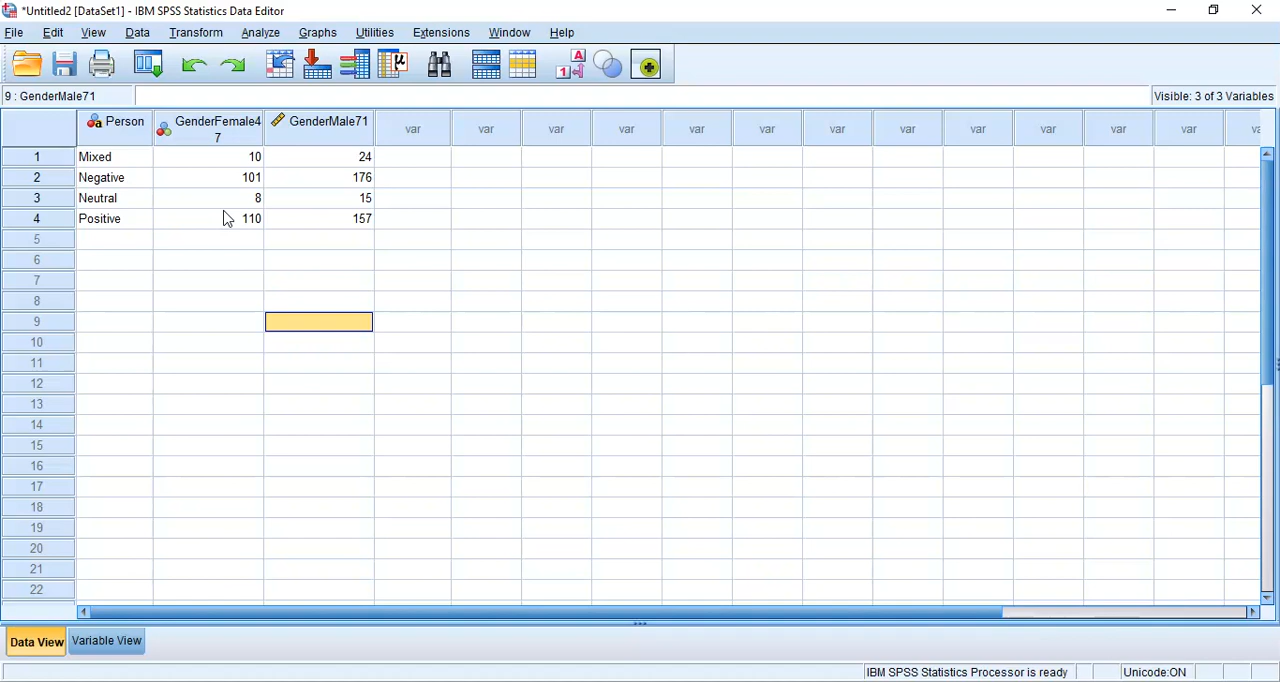 *Untitled2 [DataSet1] - IBM SPSS Statistics Data Editor
File Edit View Data Transform Analyze Graphs Utilities Extensions Window Help
9 : GenderMale71 Visible: 3 of 3 Variables
Person GenderFemale4 GenderMale71 var var var var var var var var var var var var
7
1 Mixed 10 24
2 Negative 101 176
3 Neutral 8 15
4 Positive 110 157
5
6
7
8
9
10
11
12
13
14
15
16
17
18
19
20
21
22
Data View Variable View
IBM SPSS Statistics Processor is ready Unicode:ON